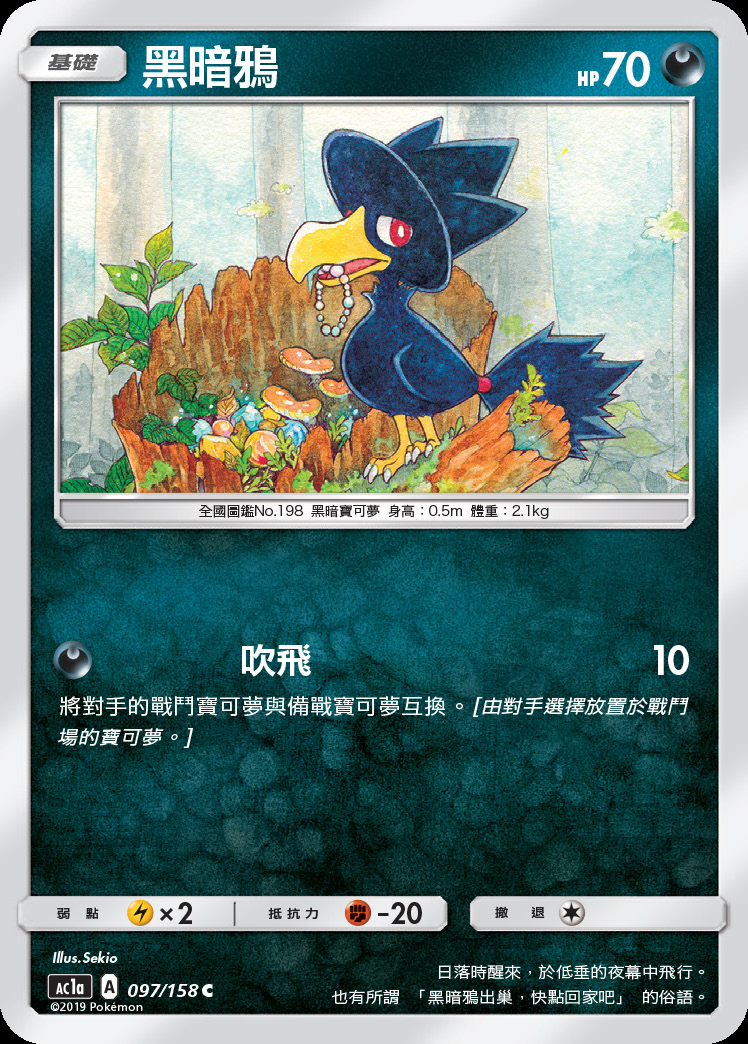 基礎 黑暗鴉 HP 70
全國圖鑑No.198 黑暗寶可夢 身高：0.5m 體重：2.1kg
吹飛 10
將對手的戰鬥寶可夢與備戰寶可夢互換。[由對手選擇放置於戰鬥
場的寶可夢。]
弱點 ×2 抵抗力 -20 撤退
Illus.Sekio
AC1a A 097/158 C
©2019 Pokémon
日落時醒來，於低垂的夜幕中飛行。
也有所謂 「黑暗鴉出巢，快點回家吧」 的俗語。